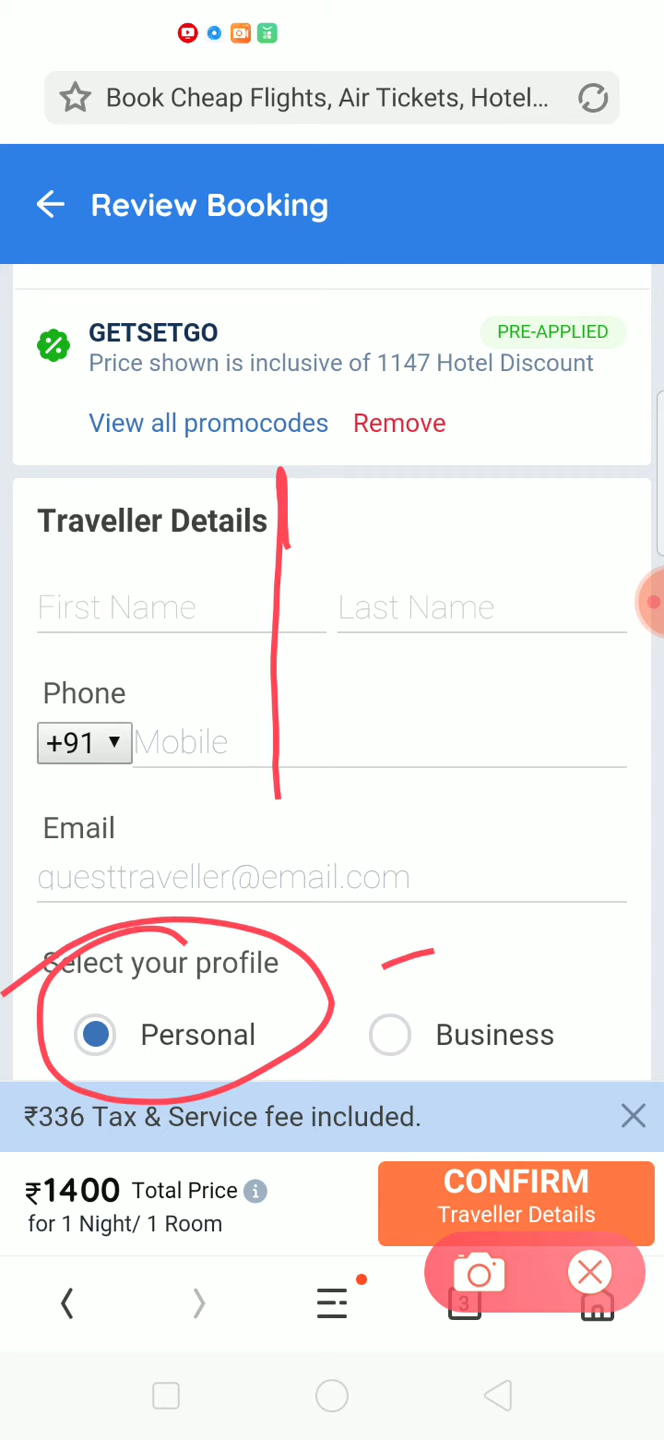 Book Cheap Flights, Air Tickets, Hotel...
Review Booking
GETSETGO
PRE-APPLIED
Price shown is inclusive of 1147 Hotel Discount
View all promocodes Remove
Traveller Details
First Name Last Name
Phone
+91 Mobile
Email
guesttraveller@email.com
Select your profile
Personal Business
₹336 Tax & Service fee included.
₹1400 Total Price
for 1 Night/ 1 Room
CONFIRM
Traveller Details
3